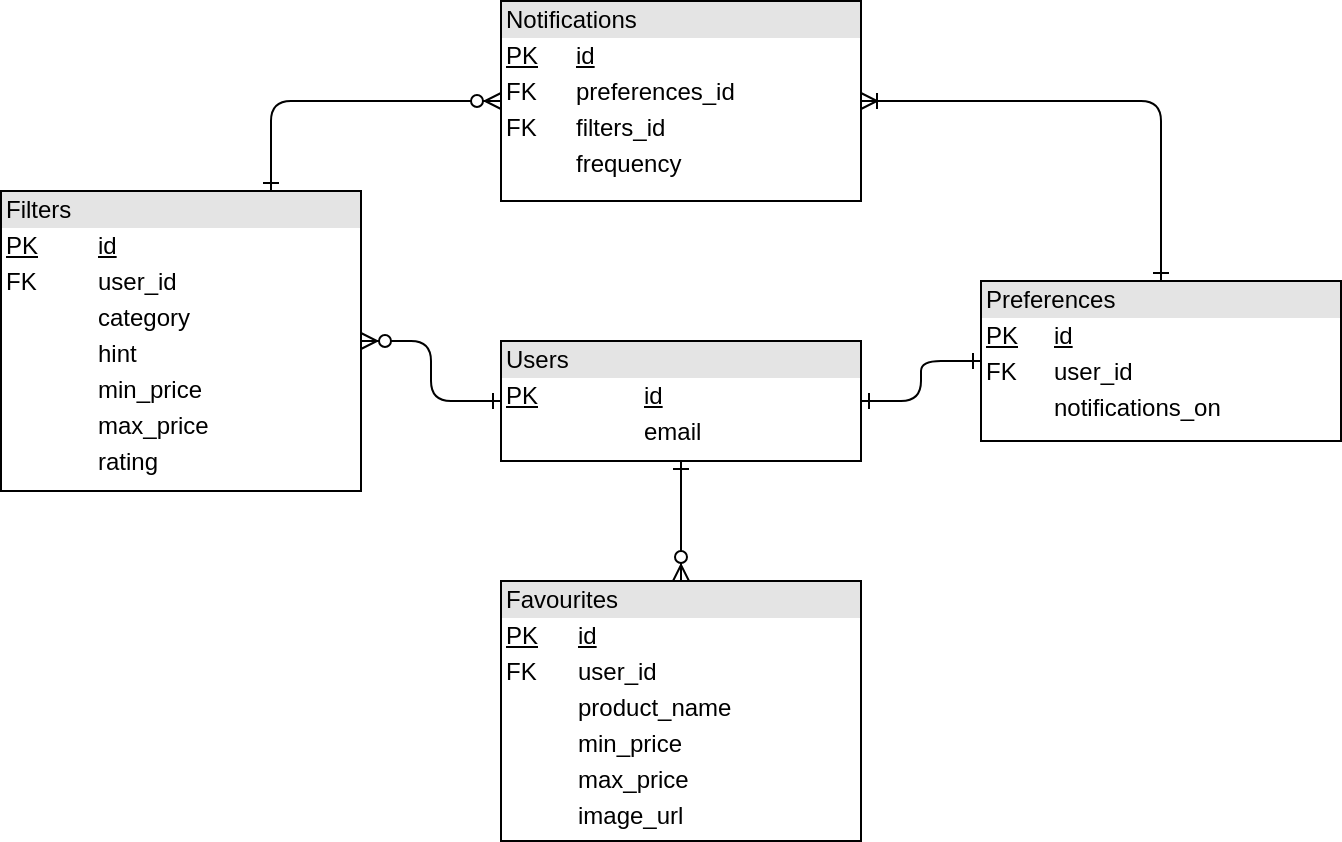 Notifications
PK id
FK preferences_id
FK filters_id
frequency
Filters
PK id
FK user_id
category
hint
min_price
max_price
rating
Users
PK id
email
Preferences
PK id
FK user_id
notifications_on
Favourites
PK id
FK user_id
product_name
min_price
max_price
image_url